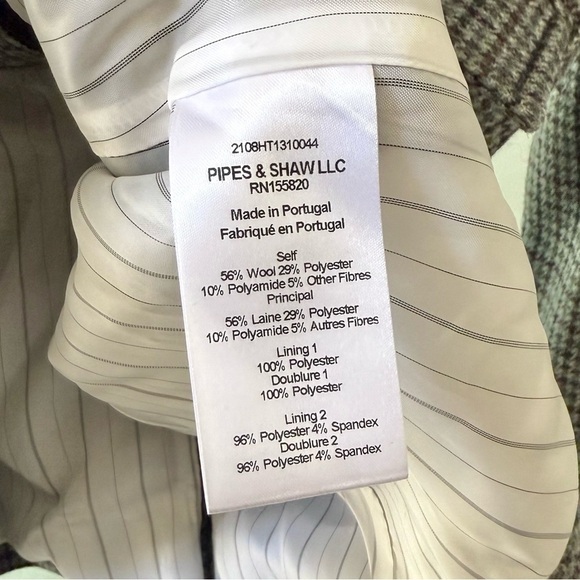 2108HT1310044
PIPES & SHAW LLC
RN155820
Made in Portugal
Fabriqué en Portugal
Self
56% Wool 29% Polyester
10% Polyamide 5% Other Fibres
Principal
56% Laine 29% Polyester
10% Polyamide 5% Autres Fibres
Lining 1
100% Polyester
Doublure 1
100% Polyester
Lining 2
96% Polyester 4% Spandex
Doublure 2
96% Polyester 4% Spandex